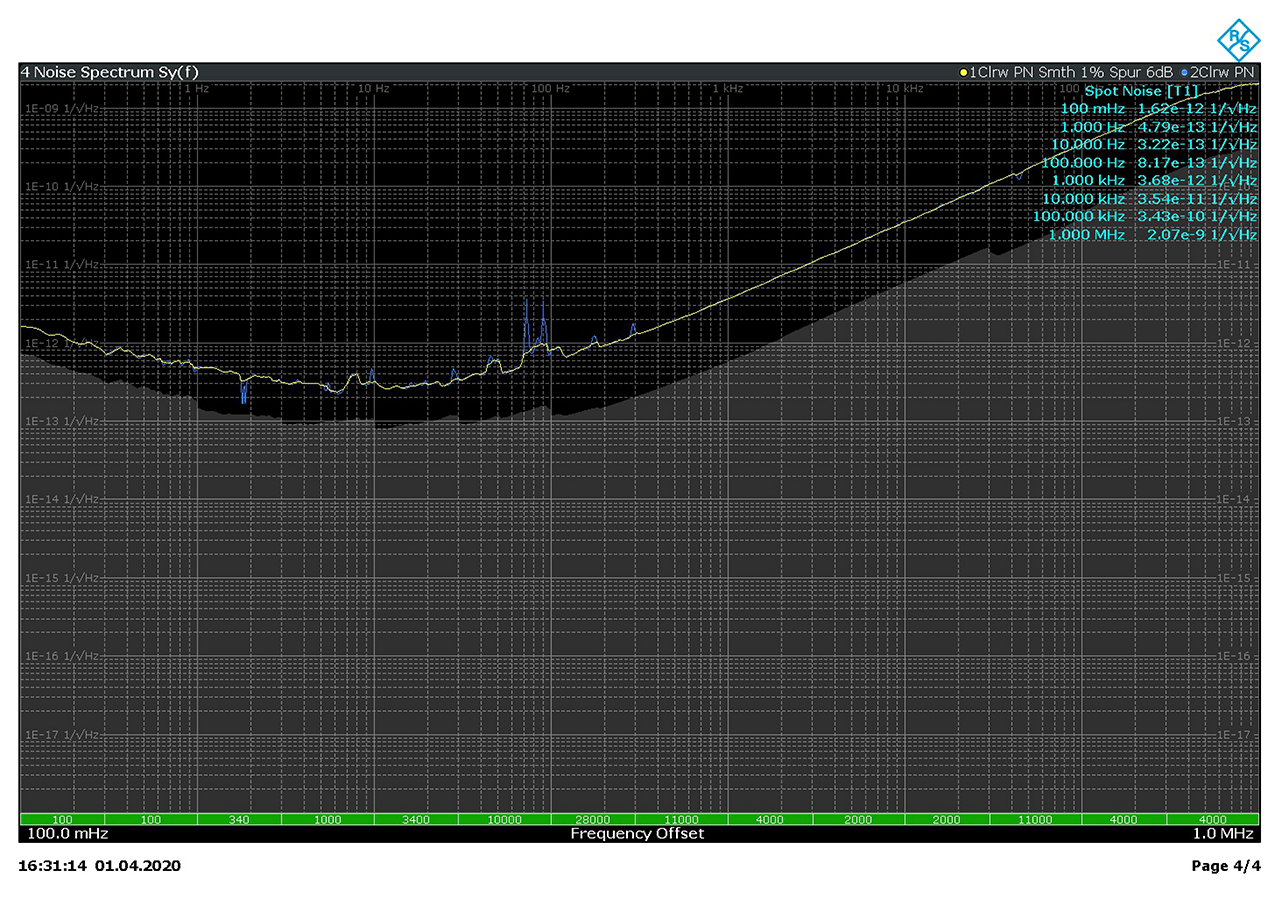 R S
4 Noise Spectrum Sy(f) 1Clrw PN Smth 1% Spur 6dB 2Clrw PN
1 Hz 10 Hz 100 Hz 1 kHz 10 kHz 100
Spot Noise [T1]
100 mHz 1.62e-12 1/√Hz
1.000 Hz 4.79e-13 1/√Hz
10.000 Hz 3.22e-13 1/√Hz
100.000 Hz 8.17e-13 1/√Hz
1.000 kHz 3.68e-12 1/√Hz
10.000 kHz 3.54e-11 1/√Hz
100.000 kHz 3.43e-10 1/√Hz
1.000 MHz 2.07e-9 1/√Hz
1E-09 1/√Hz
1E-10 1/√Hz
1E-11 1/√Hz 1E-11
1E-12 1/√Hz 1E-12
1E-13 1/√Hz 1E-13
1E-14 1/√Hz 1E-14
1E-15 1/√Hz 1E-15
1E-16 1/√Hz 1E-16
1E-17 1/√Hz 1E-17
100 100 340 1000 3400 10000 28000 11000 4000 2000 2000 11000 4000 4000
100.0 mHz Frequency Offset 1.0 MHz
16:31:14 01.04.2020 Page 4/4